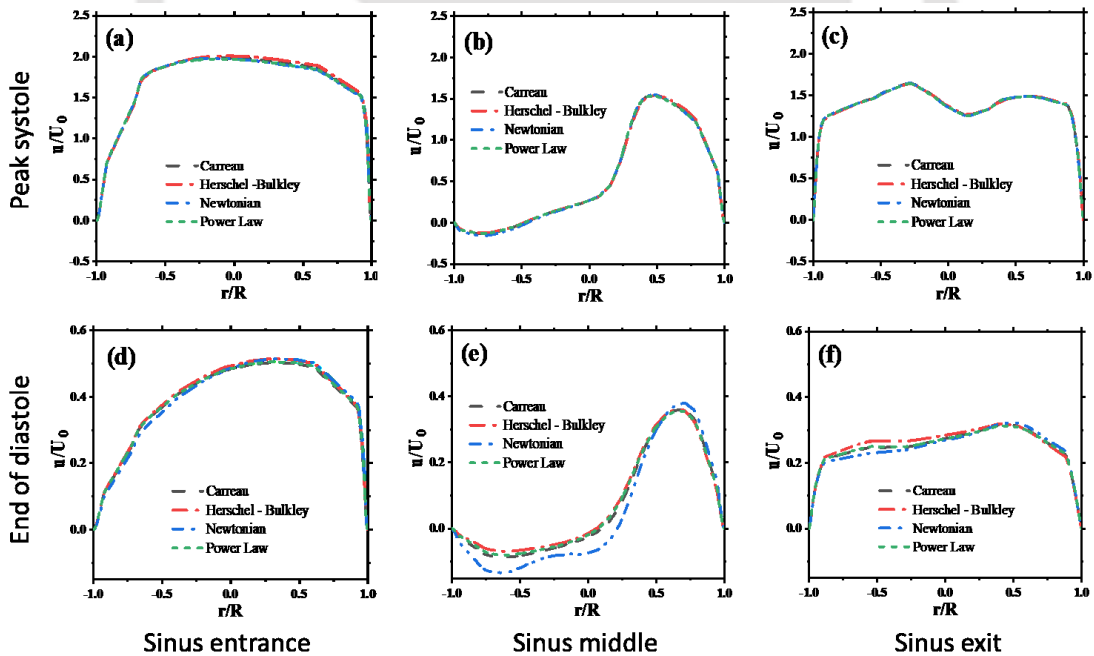 Peak systole
(a)
u/U0
2.5
2.0
1.5
1.0
0.5
0.0
-0.5
Carreau
Herschel -Bulkley
Newtonian
Power Law
-1.0 -0.5 0.0 0.5 1.0
r/R
(b)
u/U0
2.5
2.0
1.5
1.0
0.5
0.0
-0.5
Carreau
Herschel - Bulkley
Newtonian
Power Law
-1.0 -0.5 0.0 0.5 1.0
r/R
(c)
u/U0
2.5
2.0
1.5
1.0
0.5
0.0
-0.5
Carreau
Herschel - Bulkley
Newtonian
Power Law
-1.0 -0.5 0.0 0.5 1.0
r/R
End of diastole
(d)
u/U0
0.6
0.4
0.2
0.0
Carreau
Herschel - Bulkley
Newtonian
Power Law
-1.0 -0.5 0.0 0.5 1.0
r/R
(e)
u/U0
0.6
0.4
0.2
0.0
Carreau
Herschel - Bulkley
Newtonian
Power Law
-1.0 -0.5 0.0 0.5 1.0
r/R
(f)
u/U0
0.6
0.4
0.2
0.0
Carreau
Herschel - Bulkley
Newtonian
Power Law
-1.0 -0.5 0.0 0.5 1.0
r/R
Sinus entrance
Sinus middle
Sinus exit